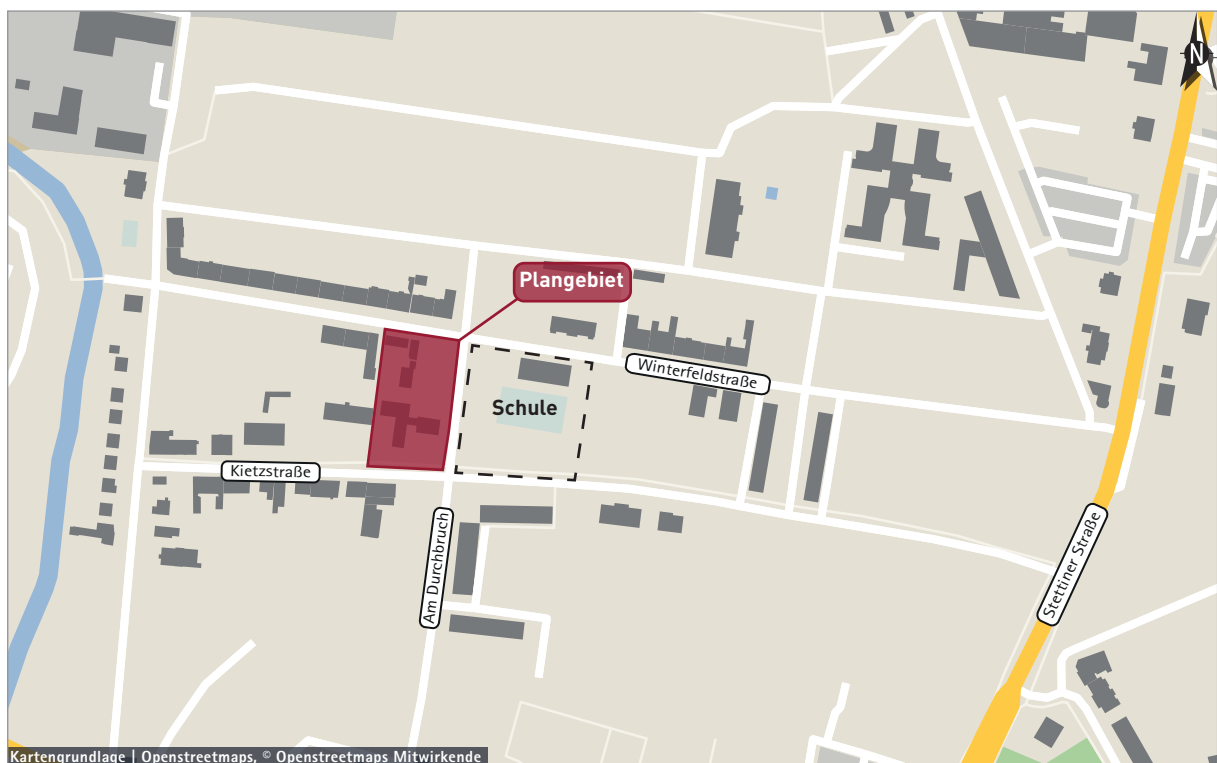 N
Plangebiet
Winterfeldstraße
Schule
Kietzstraße
Am Durchbruch
Stettiner Straße
Kartengrundlage | Openstreetmaps, © Openstreetmaps Mitwirkende